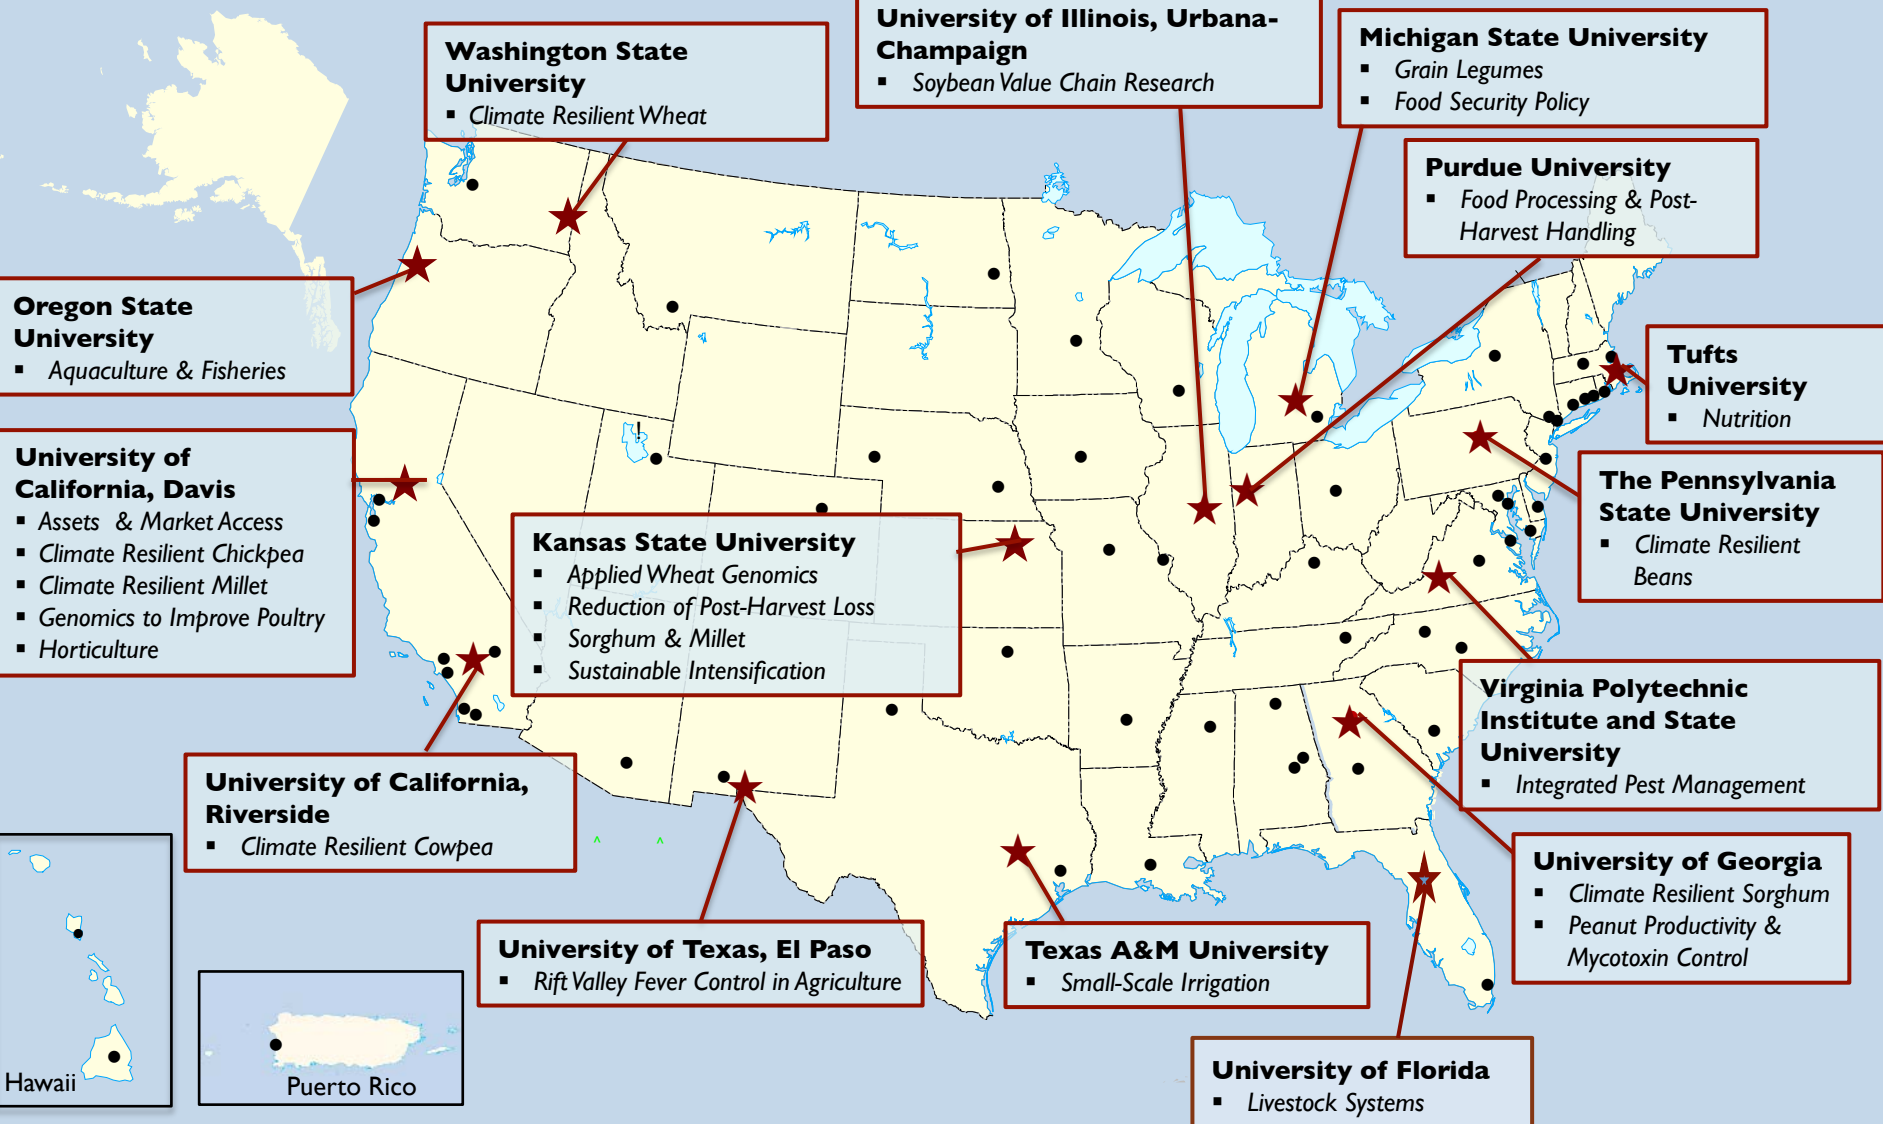 Washington State
University
▪ Climate Resilient Wheat
University of Illinois, Urbana-
Champaign
▪ Soybean Value Chain Research
Michigan State University
▪ Grain Legumes
▪ Food Security Policy
Purdue University
▪ Food Processing & Post-
Harvest Handling
Oregon State
University
▪ Aquaculture & Fisheries
Tufts
University
▪ Nutrition
University of
California, Davis
▪ Assets & Market Access
▪ Climate Resilient Chickpea
▪ Climate Resilient Millet
▪ Genomics to Improve Poultry
▪ Horticulture
!
Kansas State University
▪ Applied Wheat Genomics
▪ Reduction of Post-Harvest Loss
▪ Sorghum & Millet
▪ Sustainable Intensification
The Pennsylvania
State University
▪ Climate Resilient
Beans
Virginia Polytechnic
Institute and State
University
▪ Integrated Pest Management
University of California,
Riverside
▪ Climate Resilient Cowpea
^ ^
University of Georgia
▪ Climate Resilient Sorghum
▪ Peanut Productivity &
Mycotoxin Control
University of Texas, El Paso
▪ Rift Valley Fever Control in Agriculture
Texas A&M University
▪ Small-Scale Irrigation
University of Florida
▪ Livestock Systems
Hawaii
Puerto Rico